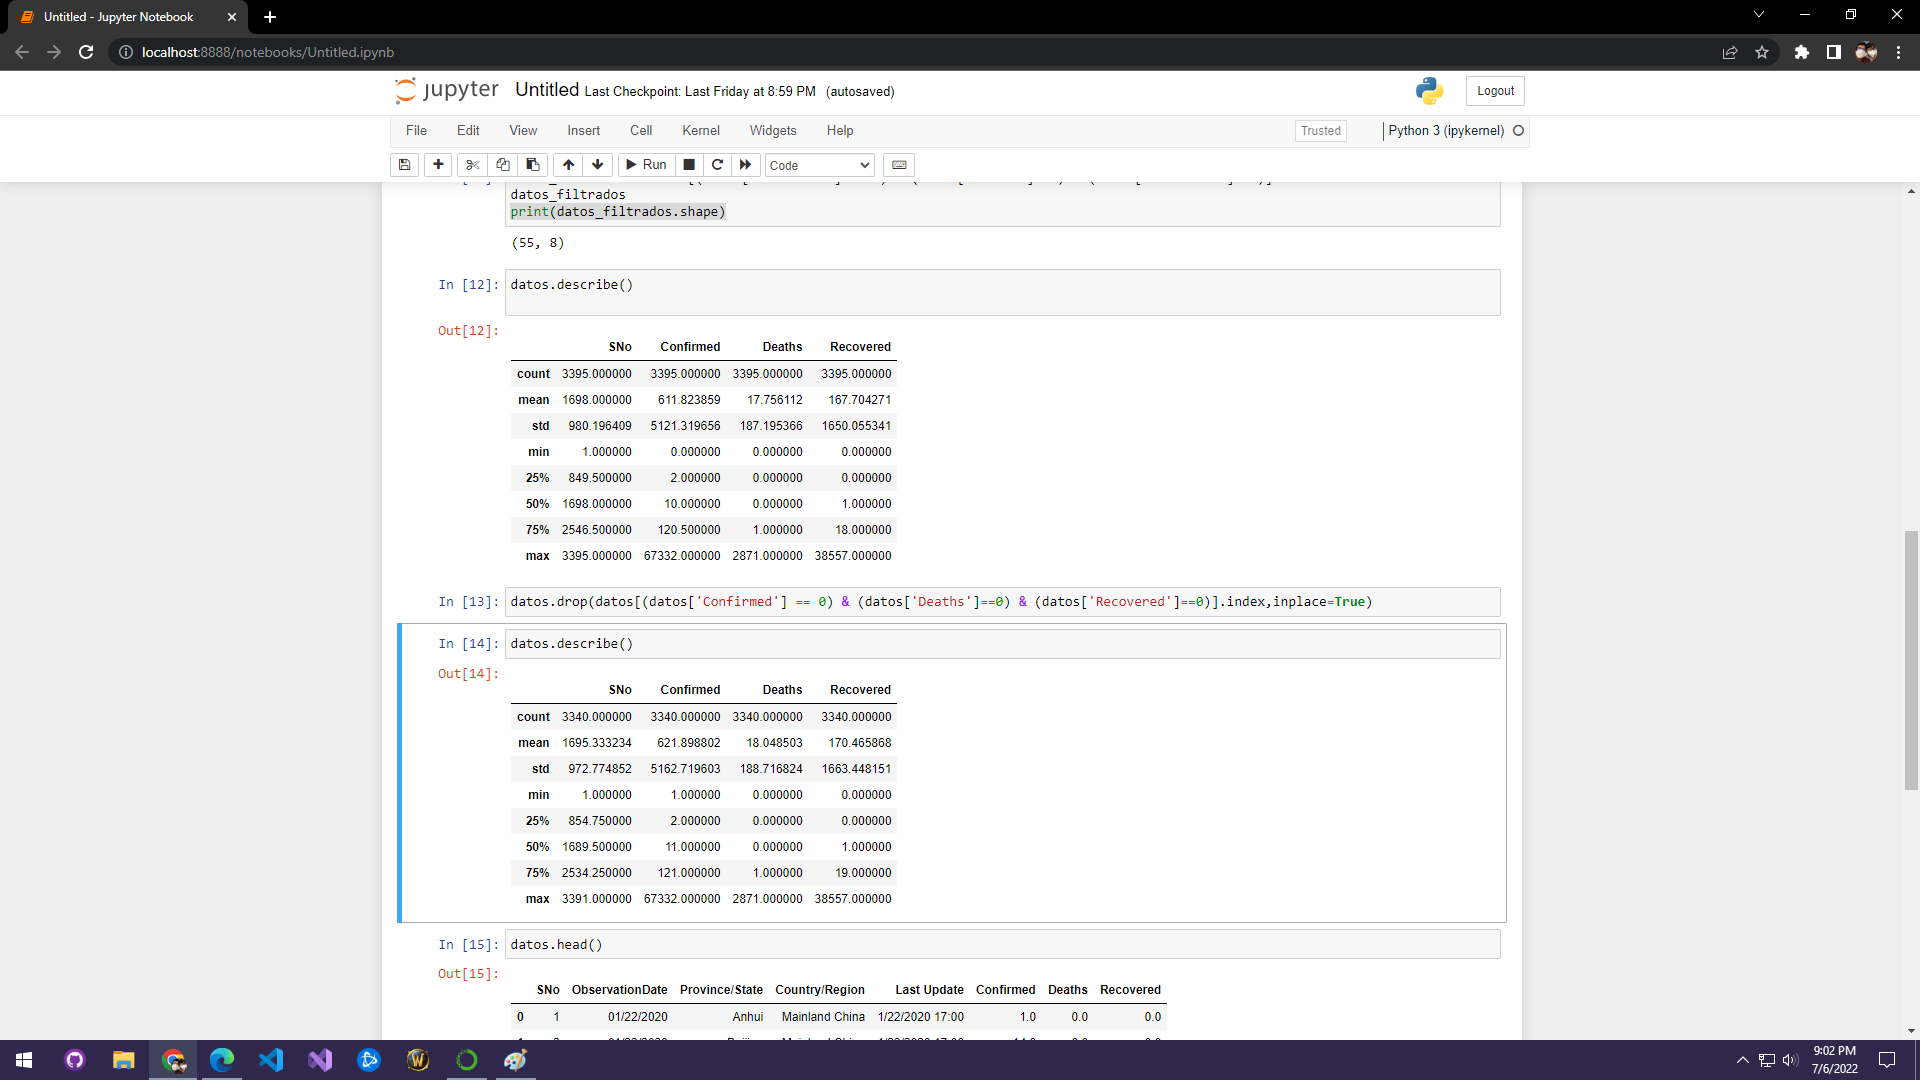 Untitled - Jupyter Notebook
localhost:8888/notebooks/Untitled.ipynb
jupyter Untitled Last Checkpoint: Last Friday at 8:59 PM (autosaved) Logout
File Edit View Insert Cell Kernel Widgets Help Trusted Python 3 (ipykernel)
Run Code
datos_filtrados
print(datos_filtrados.shape)
(55, 8)
In [12]: datos.describe()
Out[12]:
SNo Confirmed Deaths Recovered
count 3395.000000 3395.000000 3395.000000 3395.000000
mean 1698.000000 611.823859 17.756112 167.704271
std 980.196409 5121.319656 187.195366 1650.055341
min 1.000000 0.000000 0.000000 0.000000
25% 849.500000 2.000000 0.000000 0.000000
50% 1698.000000 10.000000 0.000000 1.000000
75% 2546.500000 120.500000 1.000000 18.000000
max 3395.000000 67332.000000 2871.000000 38557.000000
In [13]: datos.drop(datos[(datos['Confirmed'] == 0) & (datos['Deaths']==0) & (datos['Recovered']==0)].index,inplace=True)
In [14]: datos.describe()
Out[14]:
SNo Confirmed Deaths Recovered
count 3340.000000 3340.000000 3340.000000 3340.000000
mean 1695.333234 621.898802 18.048503 170.465868
std 972.774852 5162.719603 188.716824 1663.448151
min 1.000000 1.000000 0.000000 0.000000
25% 854.750000 2.000000 0.000000 0.000000
50% 1689.500000 11.000000 0.000000 1.000000
75% 2534.250000 121.000000 1.000000 19.000000
max 3391.000000 67332.000000 2871.000000 38557.000000
In [15]: datos.head()
Out[15]:
SNo ObservationDate Province/State Country/Region Last Update Confirmed Deaths Recovered
0 1 01/22/2020 Anhui Mainland China 1/22/2020 17:00 1.0 0.0 0.0
9:02 PM
7/6/2022